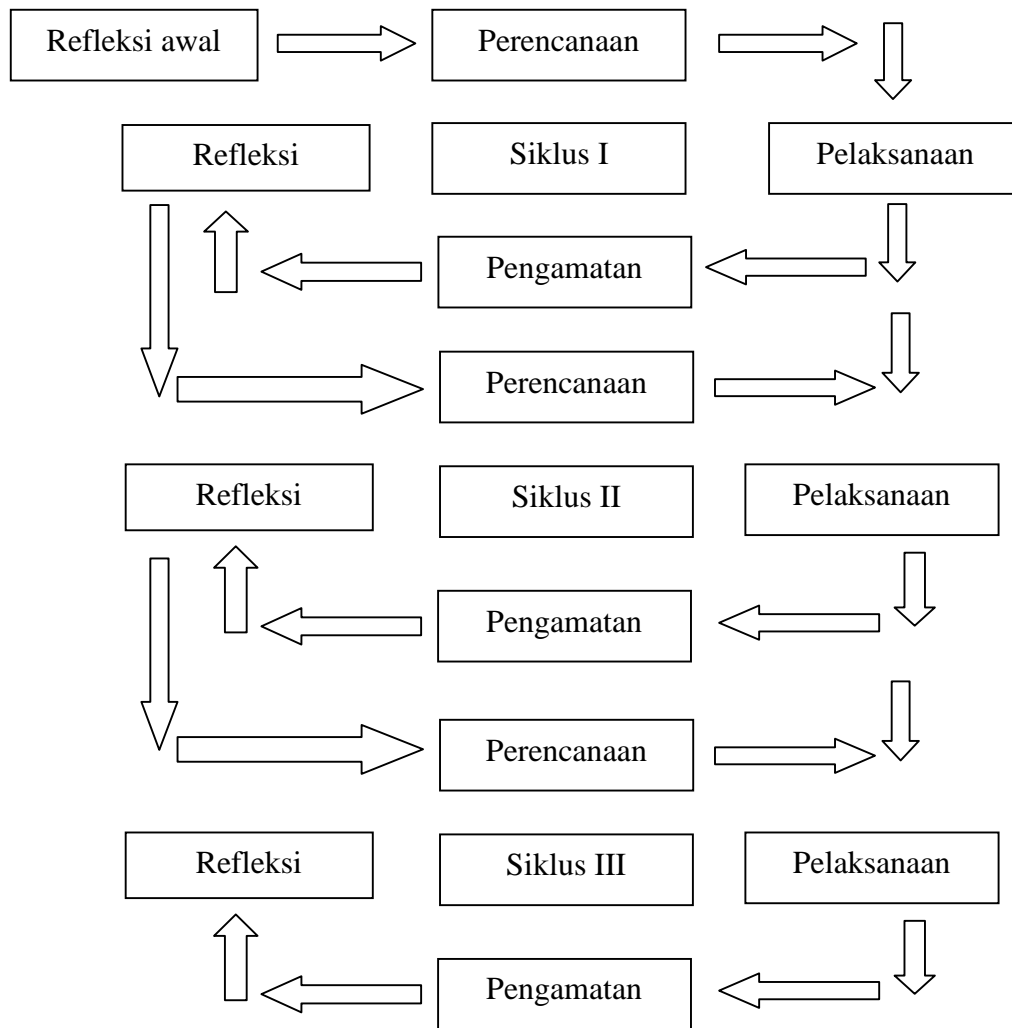 Refleksi awal
Perencanaan
Refleksi
Siklus I
Pelaksanaan
Pengamatan
Perencanaan
Refleksi
Siklus II
Pelaksanaan
Pengamatan
Perencanaan
Refleksi
Siklus III
Pelaksanaan
Pengamatan